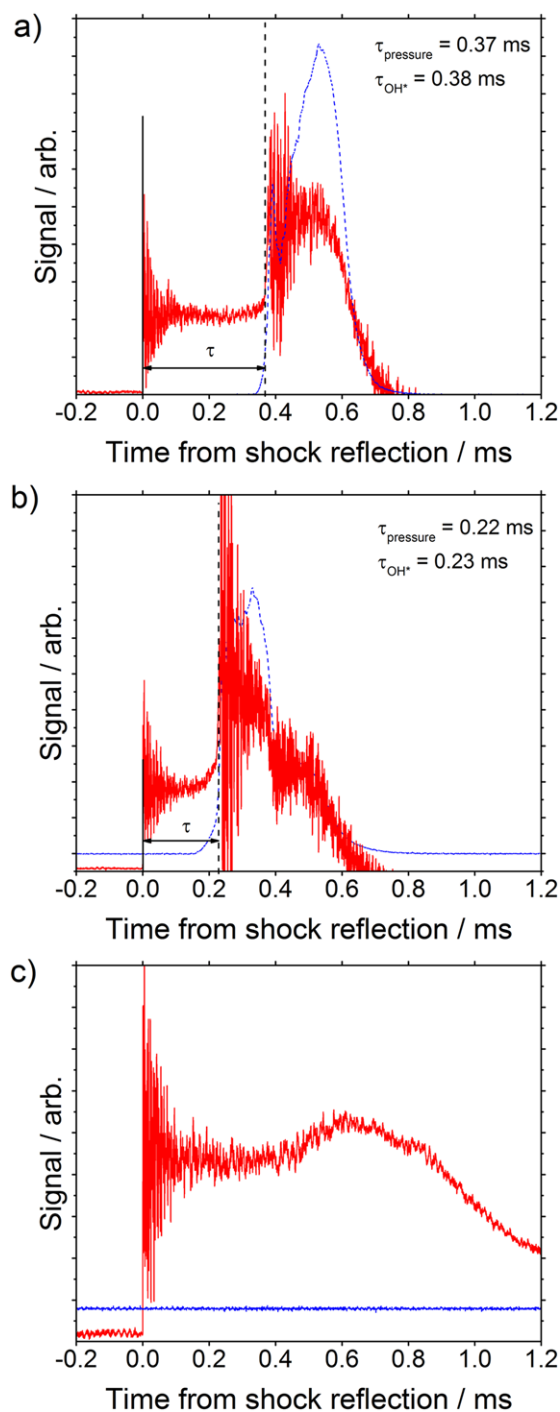 a)
τpressure = 0.37 ms
τOH* = 0.38 ms
Signal / arb.
τ
-0.2 0.0 0.2 0.4 0.6 0.8 1.0 1.2
Time from shock reflection / ms
b)
τpressure = 0.22 ms
τOH* = 0.23 ms
Signal / arb.
τ
-0.2 0.0 0.2 0.4 0.6 0.8 1.0 1.2
Time from shock reflection / ms
c)
Signal / arb.
-0.2 0.0 0.2 0.4 0.6 0.8 1.0 1.2
Time from shock reflection / ms